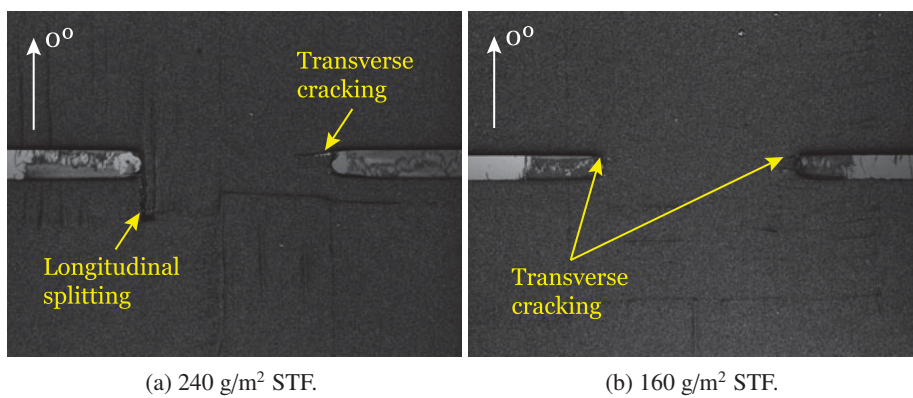 0°
Transverse
cracking
Longitudinal
splitting
(a) 240 g/m² STF.
0°
Transverse
cracking
(b) 160 g/m² STF.